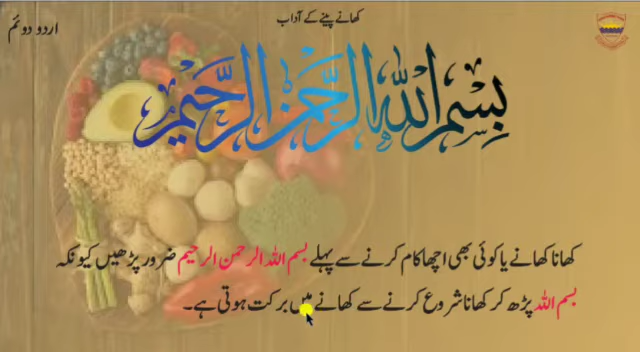 کھانے پینے کے آداب
اردو دوئم
بِسْمِ اللهِ الرَّحْمٰنِ الرَّحِيْمِ
کھانا کھانے یا کوئی بھی اچھا کام کرنے سے پہلے بسم اللہ الرحمن الرحیم ضرور پڑھیں کیونکہ
بسم اللہ پڑھ کر کھانا شروع کرنے سے کھانے میں برکت ہوتی ہے۔